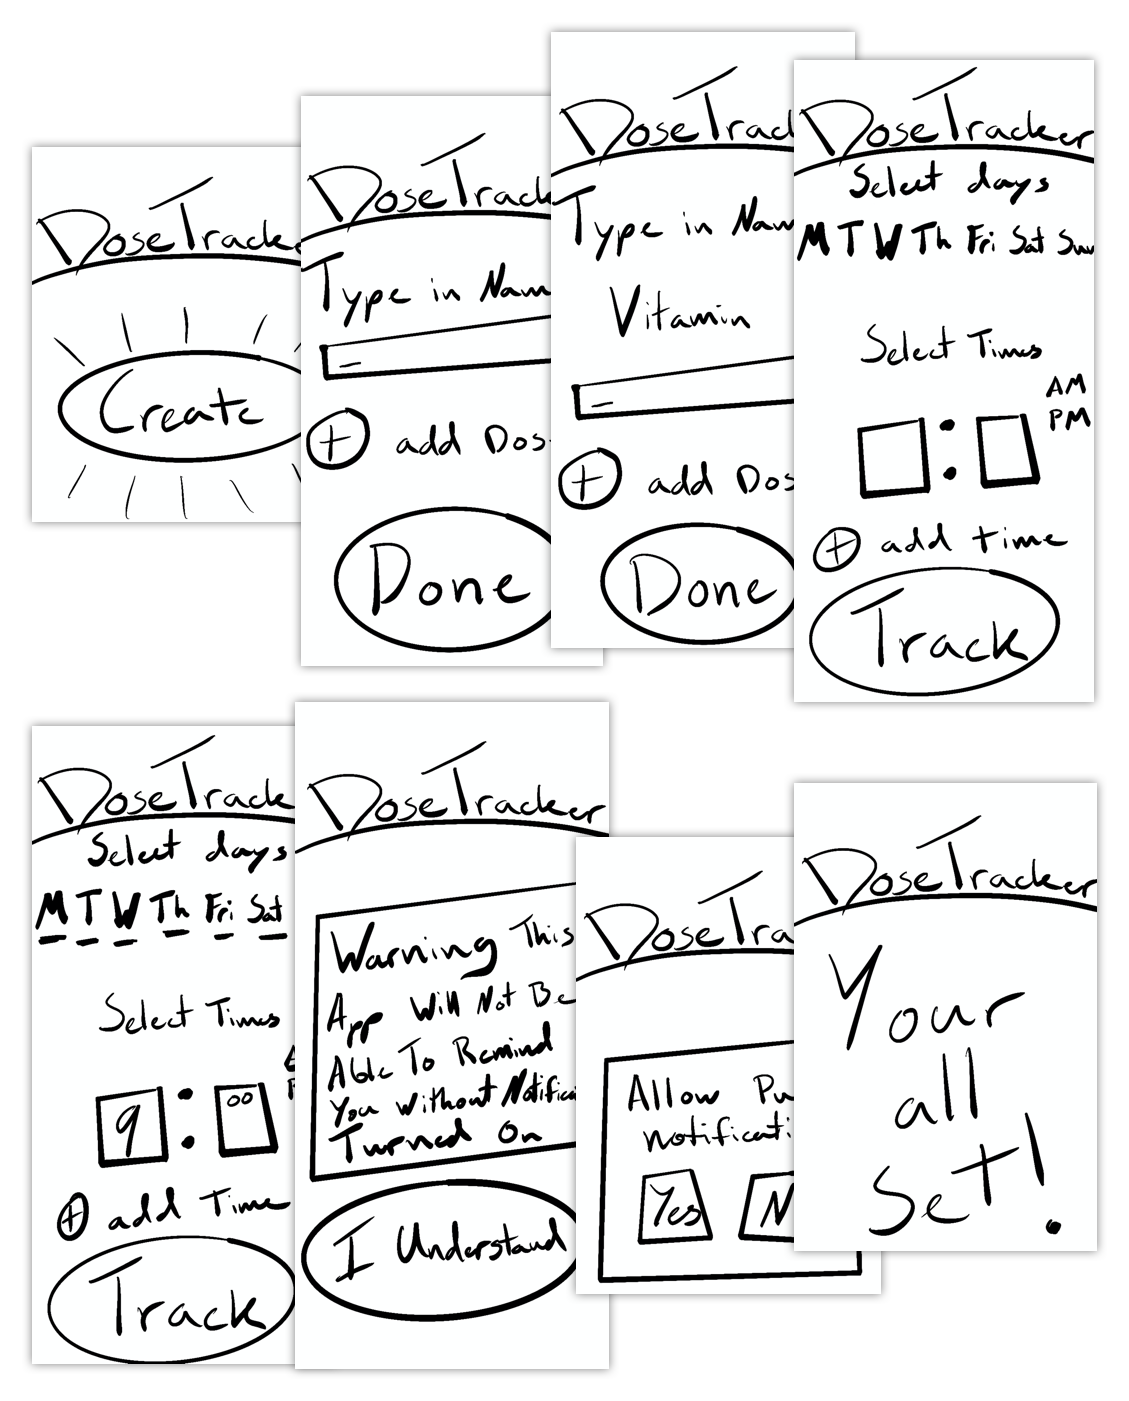 DoseTracke
Create
DoseTrack
Type in Nam
add Dos
Done
DoseTrack
Type in Nam
Vitamin
add Dos
Done
DoseTracker
Select days
M T W Th Fri Sat Sun
Select Times
AM
PM
:
add time
Track
DoseTrack
Select days
M T W Th Fri Sat
Select Times
9 : 00
add Time
Track
DoseTracker
Warning This
App Will Not Be
Able To Remind
You without Notifica
Turned On
I Understand
DoseTra
Allow Pu
notificati
Yes N
DoseTracker
Your
all
Set!